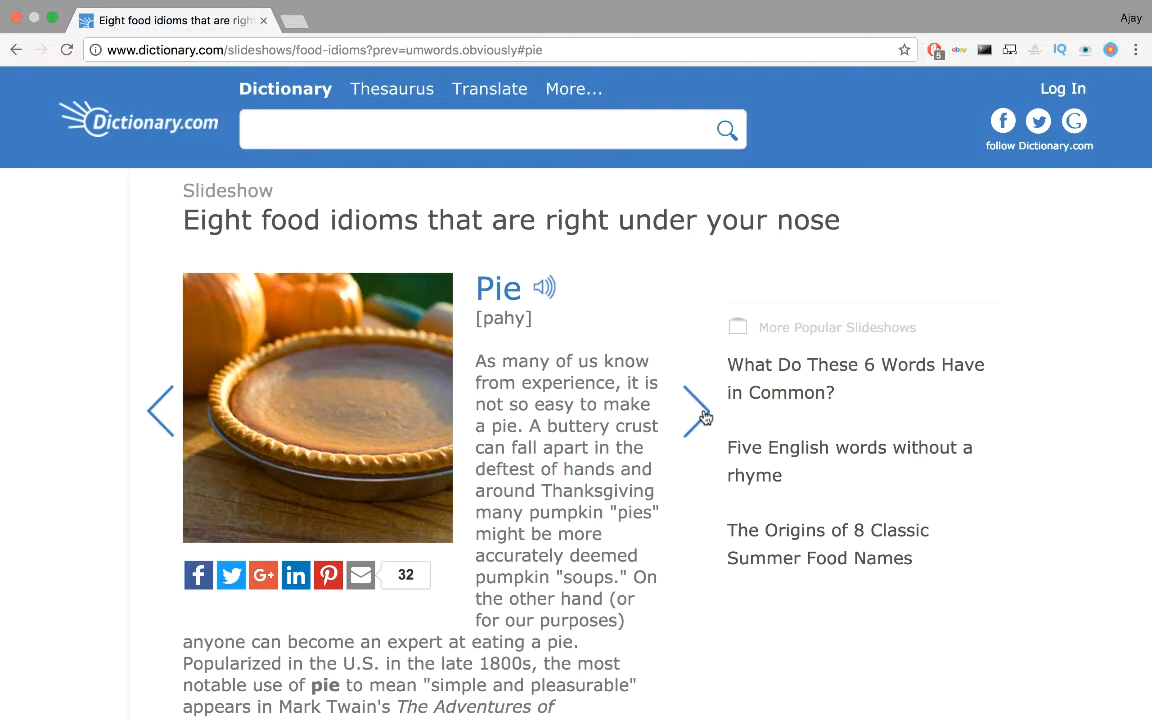 Eight food idioms that are righ
Ajay
www.dictionary.com/slideshows/food-idioms?prev=umwords.obviously#pie
6
ebay
IQ
Dictionary Thesaurus Translate More...
Log In
Dictionary.com
f G
follow Dictionary.com
Slideshow
Eight food idioms that are right under your nose
Pie
[pahy]
As many of us know
from experience, it is
not so easy to make
a pie. A buttery crust
can fall apart in the
deftest of hands and
around Thanksgiving
many pumpkin "pies"
might be more
accurately deemed
pumpkin "soups." On
the other hand (or
for our purposes)
anyone can become an expert at eating a pie.
Popularized in the U.S. in the late 1800s, the most
notable use of pie to mean "simple and pleasurable"
appears in Mark Twain's The Adventures of
f G+ in 32
More Popular Slideshows
What Do These 6 Words Have
in Common?
Five English words without a
rhyme
The Origins of 8 Classic
Summer Food Names